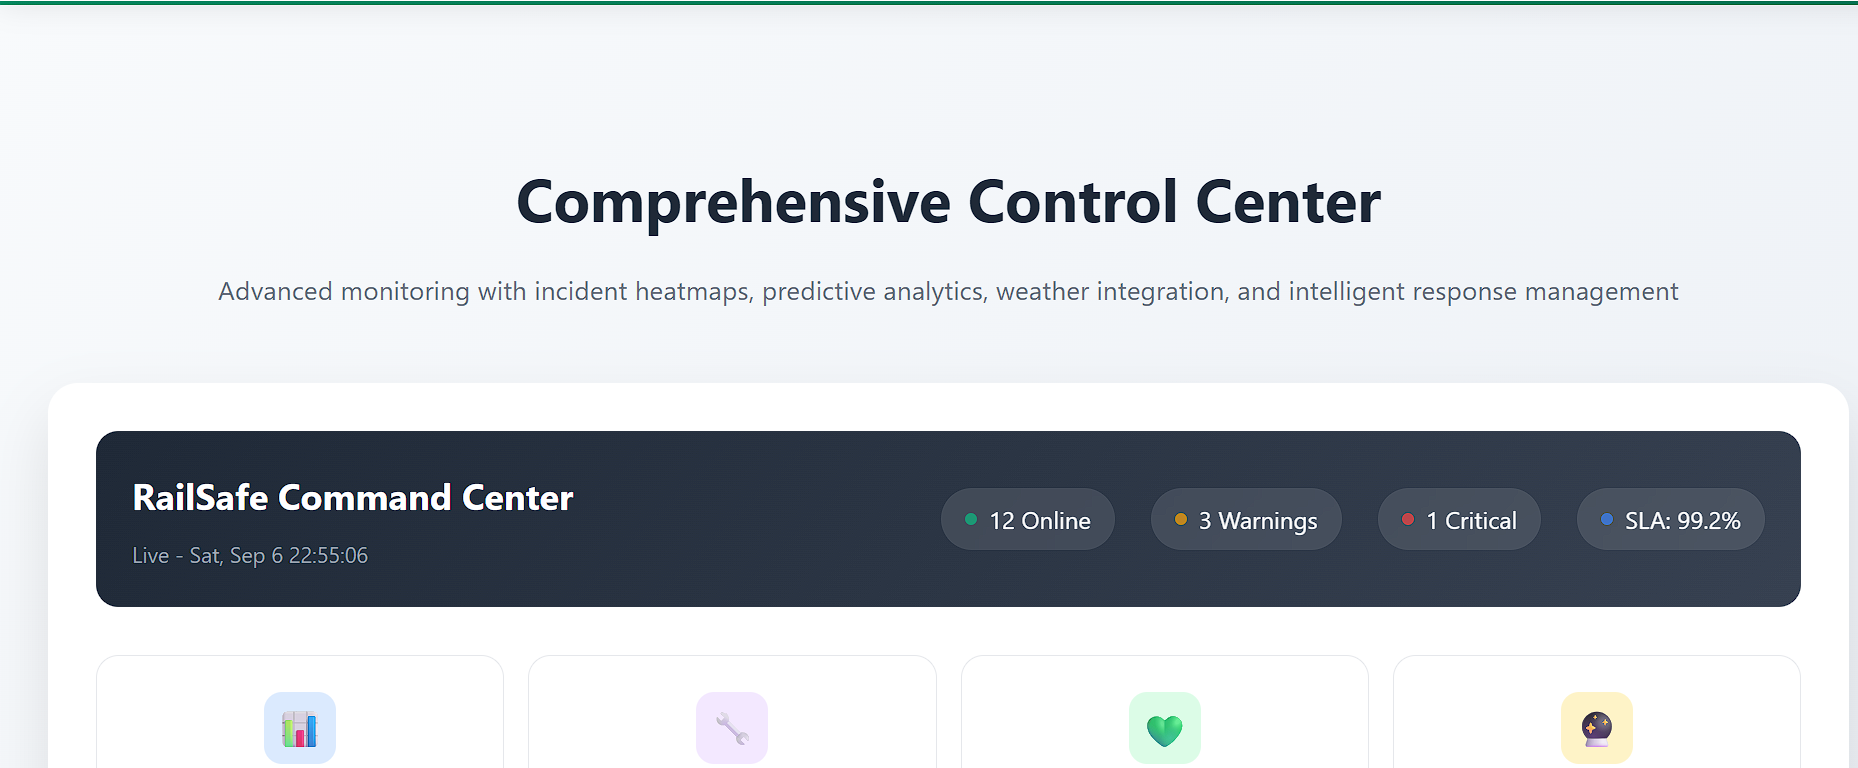 Comprehensive Control Center
Advanced monitoring with incident heatmaps, predictive analytics, weather integration, and intelligent response management
RailSafe Command Center
Live - Sat, Sep 6 22:55:06
12 Online
3 Warnings
1 Critical
SLA: 99.2%